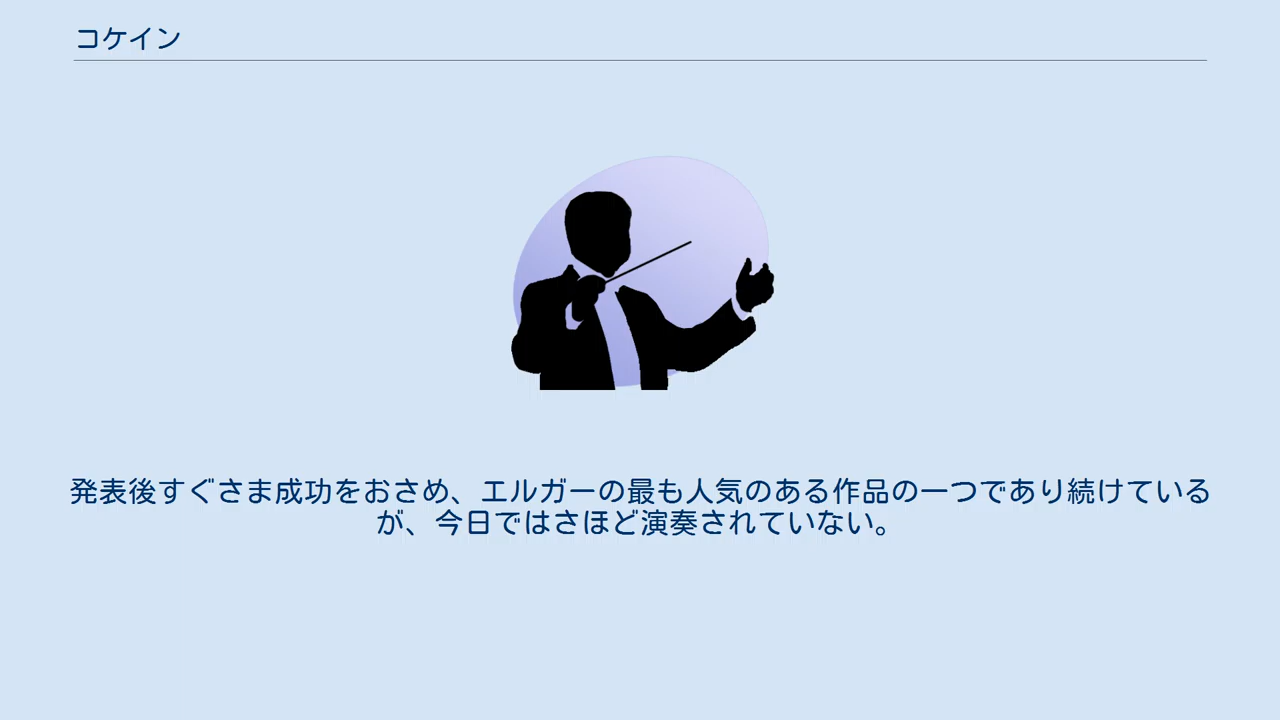 コケイン
発表後すぐさま成功をおさめ、エルガーの最も人気のある作品の一つであり続けている
が、今日ではさほど演奏されていない。